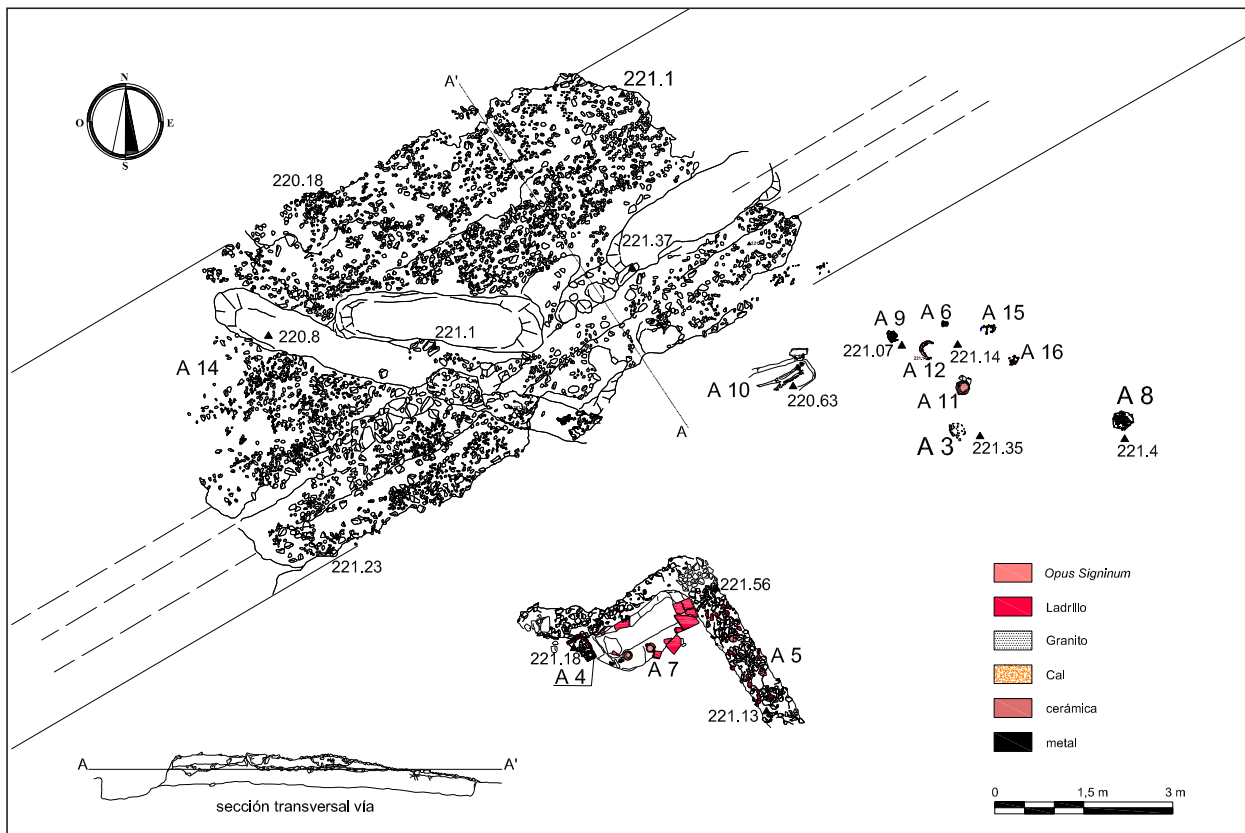 N
O
E
S
A'
221.1
220.18
221.37
220.8
221.1
A 14
A
221.23
A 9
A 6
A 15
221.07
221.14
A 16
A 12
A 10
220.63
A 11
A 8
A 3
221.35
221.4
221.56
221.18
A 4
A 7
A 5
221.13
Opus Signinum
Ladrillo
Granito
Cal
cerámica
metal
A
A'
sección transversal vía
0
1,5 m
3 m